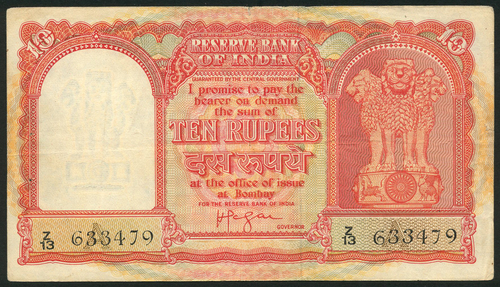 10 RESERVE BANK 10
OF INDIA
GUARANTEED BY THE CENTRAL GOVERNMENT
I promise to pay the
bearer on demand
the sum of
TEN RUPEES
दस रूपये
at the office of issue
at Bombay
FOR THE RESERVE BANK OF INDIA
GOVERNOR
Z/13 633479
Z/13 633479